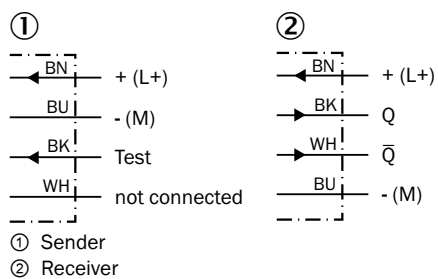 ①
BN + (L+)
BU - (M)
BK Test
WH not connected
②
BN + (L+)
BK Q
WH Q̅
BU - (M)
① Sender
② Receiver